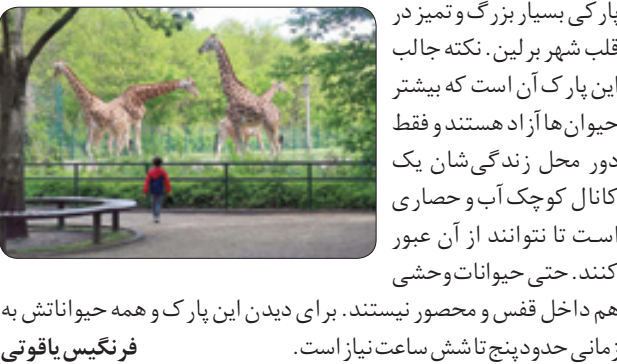 پارکی بسیار بزرگ و تمیز در
قلب شهر برلین. نکته جالب
این پارک آن است که بیشتر
حیوان‌ها آزاد هستند و فقط
دور محل زندگی‌شان یک
کانال کوچک آب و حصاری
است تا نتوانند از آن عبور
کنند. حتی حیوانات وحشی
هم داخل قفس و محصور نیستند. برای دیدن این پارک و همه حیواناتش به
زمانی حدود پنج تا شش ساعت نیاز است. فرنگیس یاقوتی